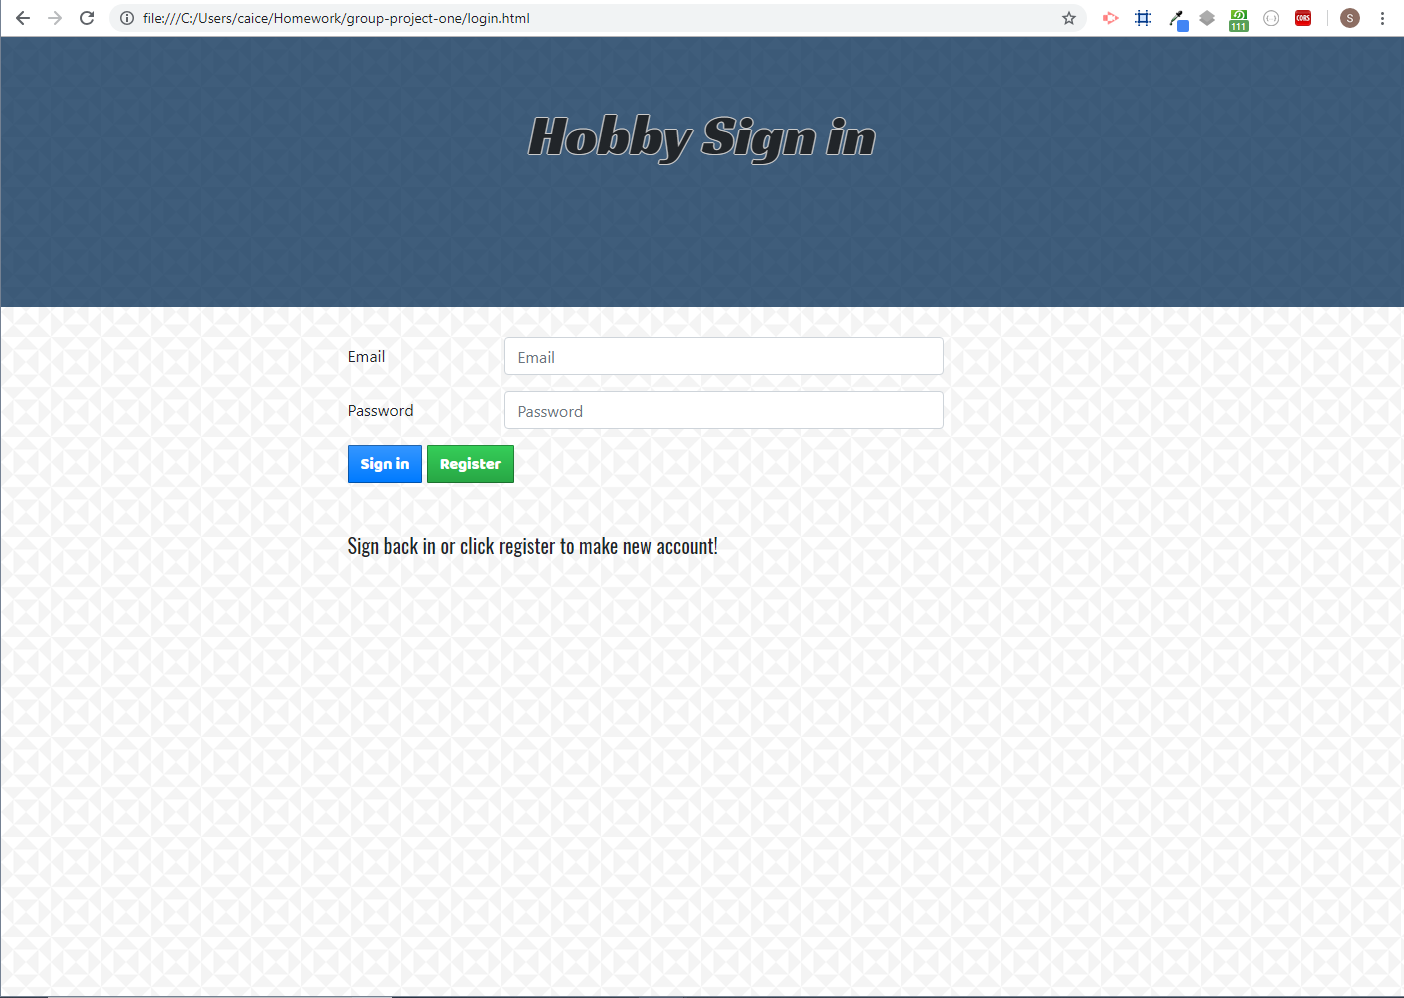 file:///C:/Users/caice/Homework/group-project-one/login.html
111
CORS
S
Hobby Sign in
Email
Email
Password
Password
Sign in
Register
Sign back in or click register to make new account!